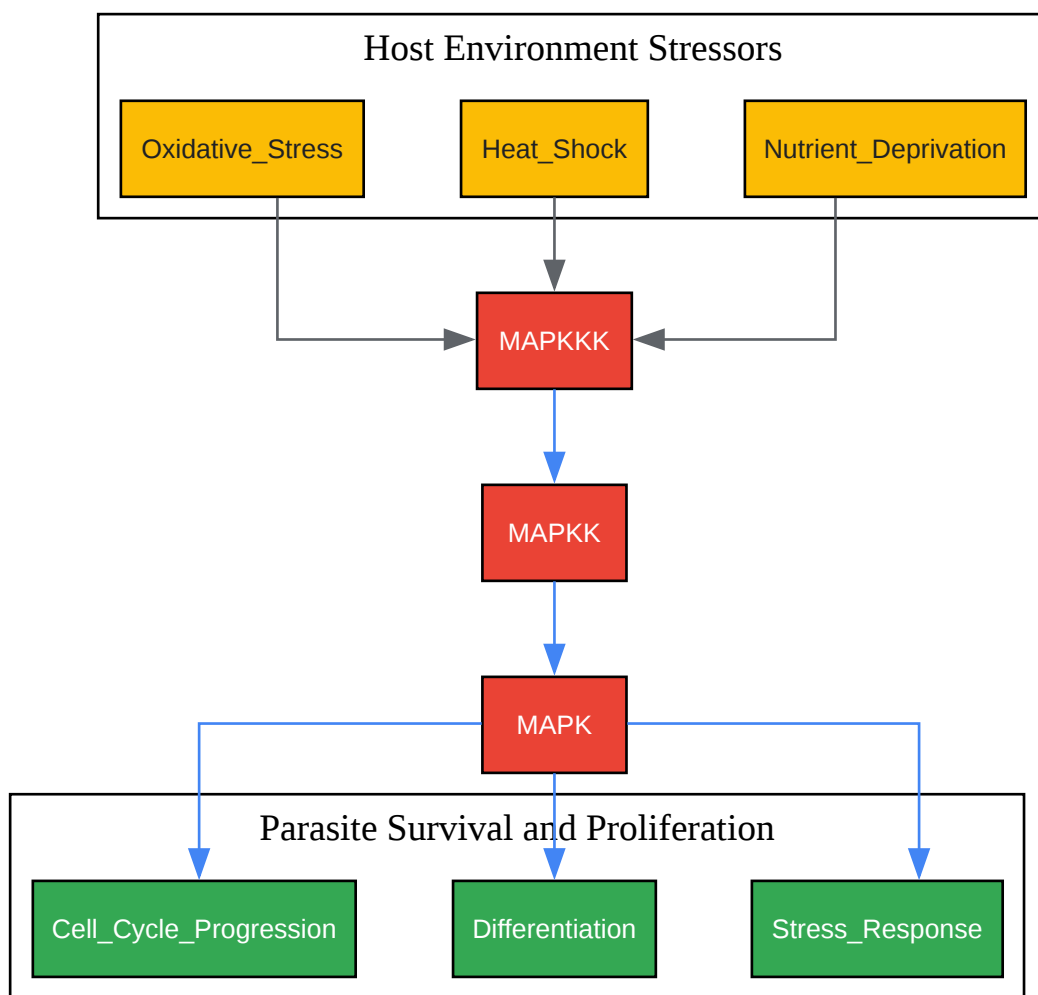 Host Environment Stressors
Oxidative_Stress
Heat_Shock
Nutrient_Deprivation
MAPKKK
MAPKK
MAPK
Parasite Survival and Proliferation
Cell_Cycle_Progression
Differentiation
Stress_Response